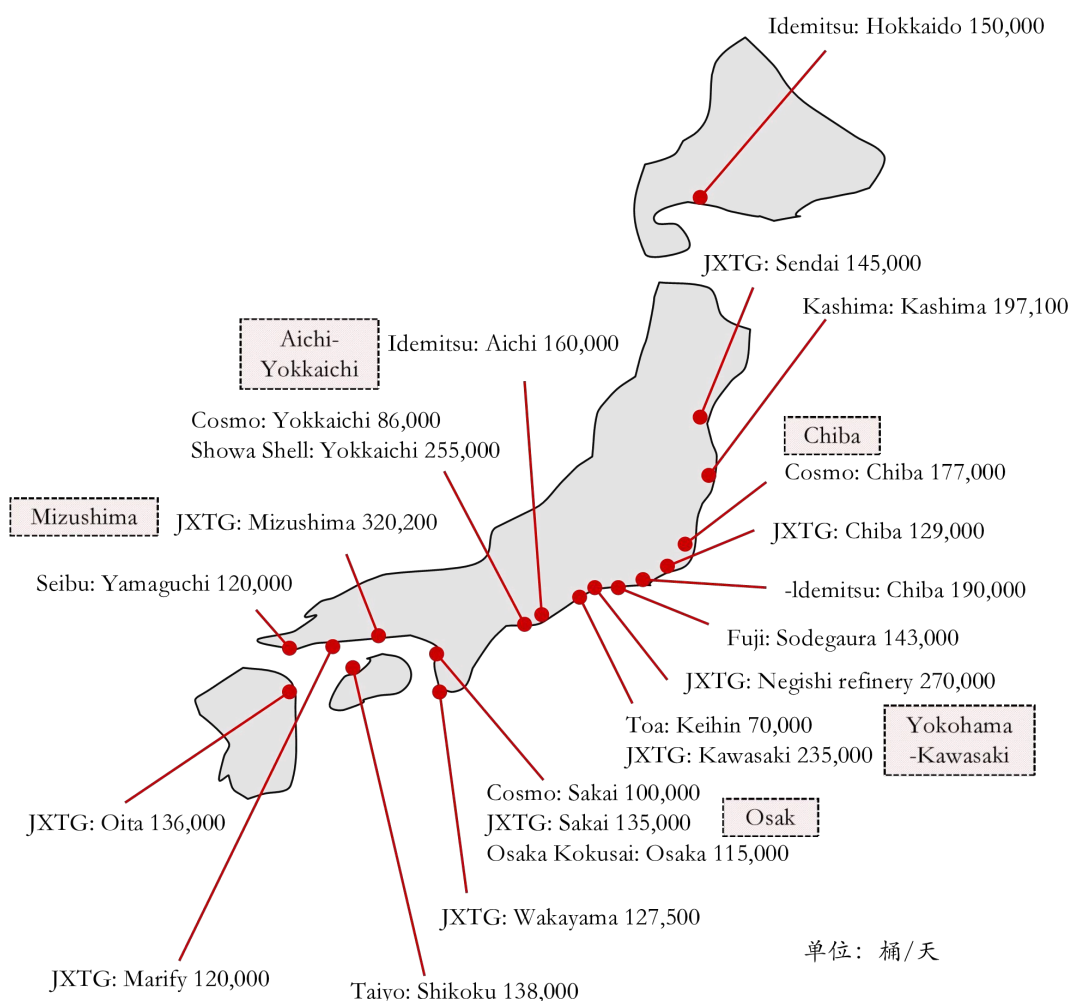 Idemitsu: Hokkaido 150,000
JXTG: Sendai 145,000
Kashima: Kashima 197,100
Aichi-
Yokkaichi
Idemitsu: Aichi 160,000
Cosmo: Yokkaichi 86,000
Showa Shell: Yokkaichi 255,000
Chiba
Cosmo: Chiba 177,000
Mizushima
JXTG: Mizushima 320,200
JXTG: Chiba 129,000
Seibu: Yamaguchi 120,000
-ldemitsu: Chiba 190,000
Fuji: Sodegaura 143,000
JXTG: Negishi refinery 270,000
Toa: Keihin 70,000
JXTG: Kawasaki 235,000
Yokohama
-Kawasaki
Cosmo: Sakai 100,000
JXTG: Sakai 135,000
Osaka Kokusai: Osaka 115,000
Osak
JXTG: Oita 136,000
JXTG: Wakayama 127,500
单位：桶/天
JXTG: Marify 120,000
Taiyo: Shikoku 138,000